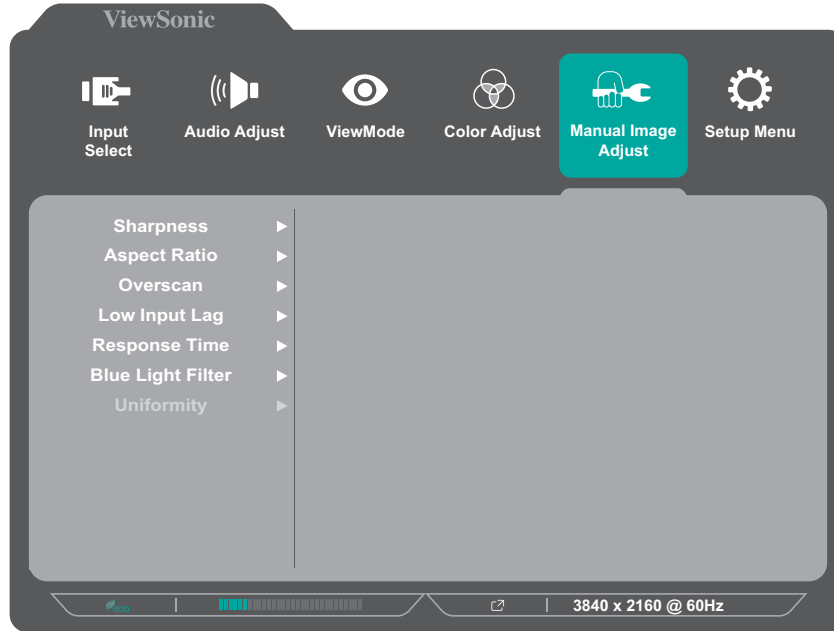 ViewSonic
Input
Select
Audio Adjust
ViewMode
Color Adjust
Manual Image
Adjust
Setup Menu
Sharpness
Aspect Ratio
Overscan
Low Input Lag
Response Time
Blue Light Filter
Uniformity
eco
3840 x 2160 @ 60Hz